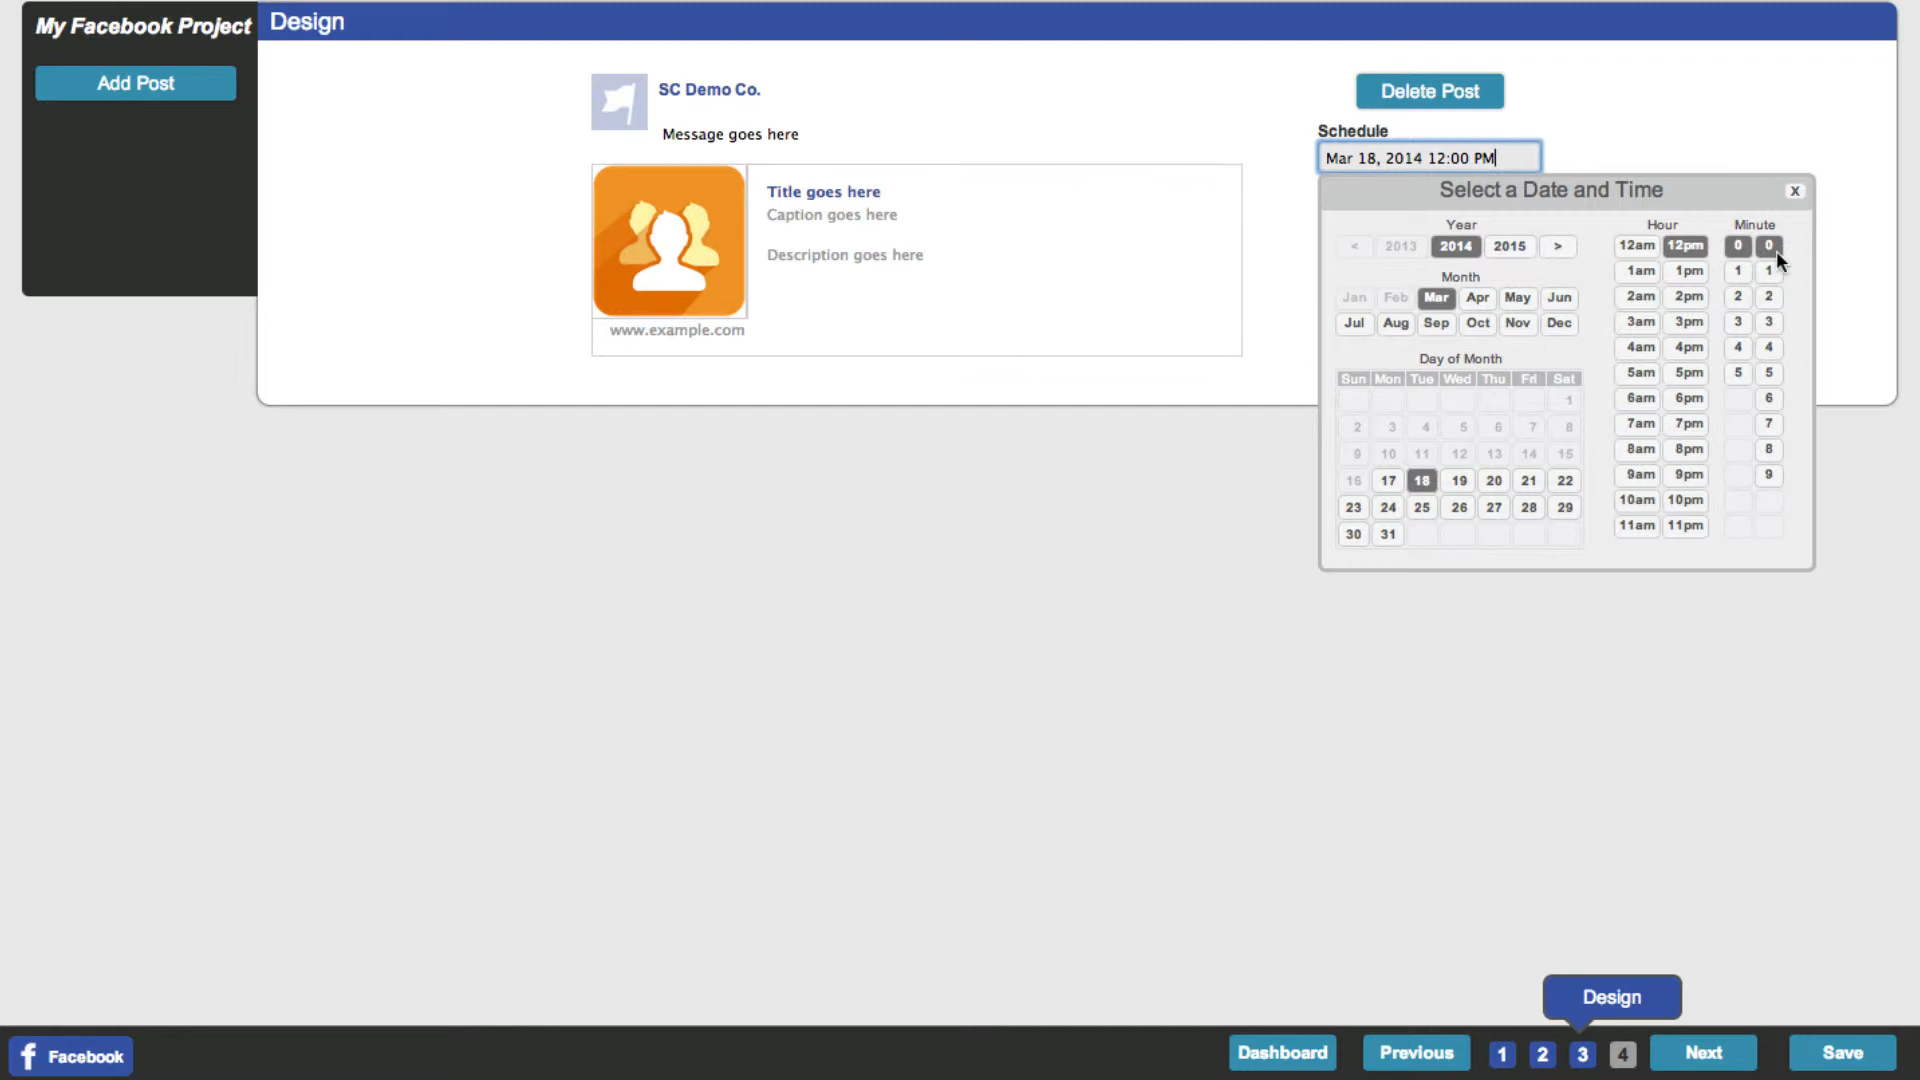 My Facebook Project
Add Post
Design
SC Demo Co.
Message goes here
Title goes here
Caption goes here
Description goes here
www.example.com
Delete Post
Schedule
Mar 18, 2014 12:00 PM
Select a Date and Time
X
Year
< 2013 2014 2015 >
Month
Jan Feb Mar Apr May Jun
Jul Aug Sep Oct Nov Dec
Day of Month
Sun Mon Tue Wed Thu Fri Sat
1
2 3 4 5 6 7 8
9 10 11 12 13 14 15
16 17 18 19 20 21 22
23 24 25 26 27 28 29
30 31
Hour
12am 12pm
1am 1pm
2am 2pm
3am 3pm
4am 4pm
5am 5pm
6am 6pm
7am 7pm
8am 8pm
9am 9pm
10am 10pm
11am 11pm
Minute
0 0
1 1
2 2
3 3
4 4
5 5
6
7
8
9
Design
f Facebook
Dashboard
Previous
1 2 3 4
Next
Save